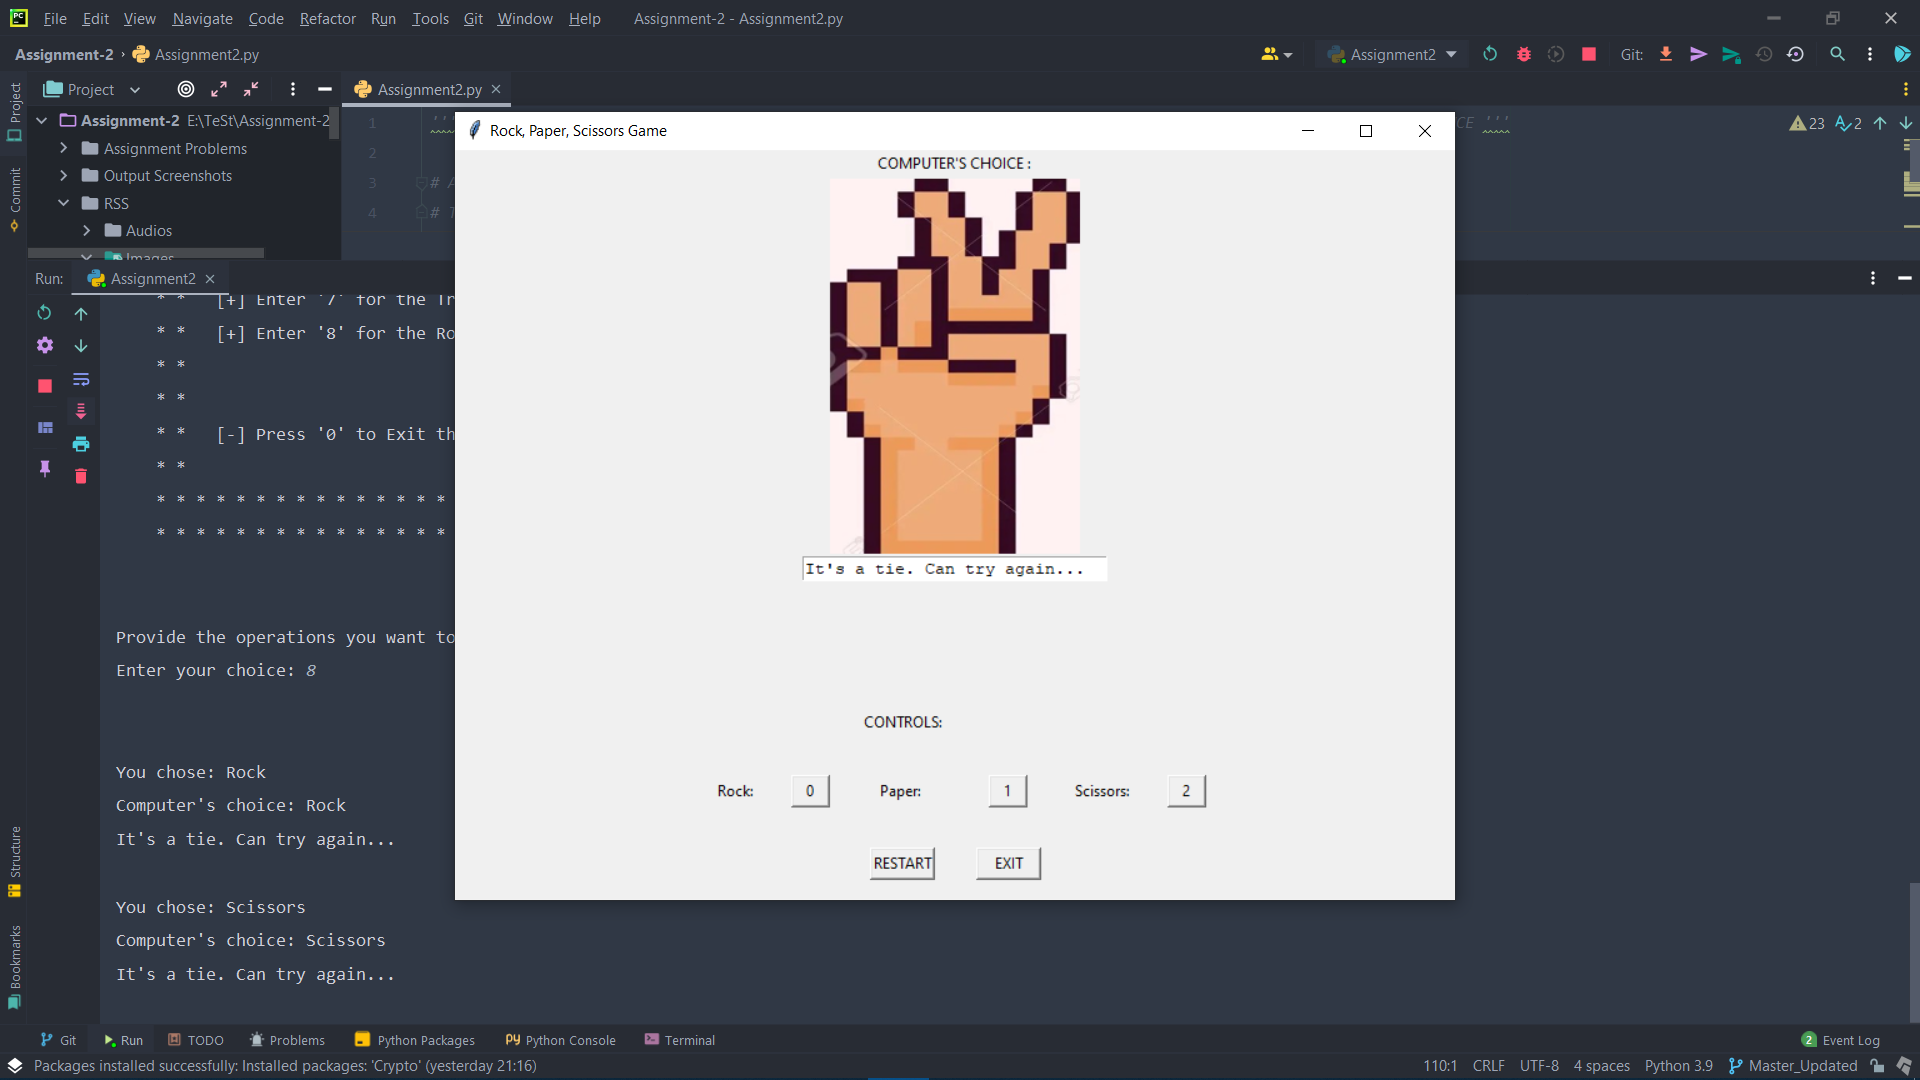 File Edit View Navigate Code Refactor Run Tools Git Window Help Assignment-2 - Assignment2.py
Assignment-2 › Assignment2.py Assignment2 Git:
Project Assignment2.py
Assignment-2 E:\TeSt\Assignment-2
Assignment Problems
Output Screenshots
RSS
Audios
Images
1 ''' CE '''
2
3 # A
4 # T
23 2
Project
Commit
Structure
Bookmarks
Run: Assignment2
* * [+] Enter '7' for the Tr
* * [+] Enter '8' for the Ro
* *
* *
* * [-] Press '0' to Exit th
* *
* * * * * * * * * * * * * * *
* * * * * * * * * * * * * * *
Provide the operations you want to
Enter your choice: 8
You chose: Rock
Computer's choice: Rock
It's a tie. Can try again...
You chose: Scissors
Computer's choice: Scissors
It's a tie. Can try again...
Rock, Paper, Scissors Game
COMPUTER'S CHOICE :
It's a tie. Can try again...
CONTROLS:
Rock: 0 Paper: 1 Scissors: 2
RESTART EXIT
Git Run TODO Problems Python Packages Python Console Terminal 2 Event Log
Packages installed successfully: Installed packages: 'Crypto' (yesterday 21:16) 110:1 CRLF UTF-8 4 spaces Python 3.9 Master_Updated